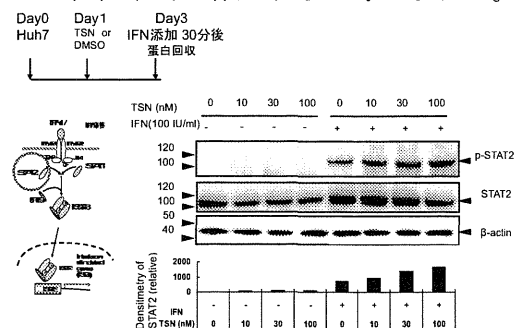 Day0 Day1 Day3
Huh7 TSN or DMSO IFN添加 30分後
蛋白回収
TSN (nM) 0 10 30 100 0 10 30 100
IFN(100 IU/ml) - - - - + + + +
120
100
p-STAT2
120
100
STAT2
50
40
β-actin
Densitmetry of
STAT2 (relative)
2000
1000
0
IFN - - - - + + + +
TSN (nM) 0 10 30 100 0 10 30 100